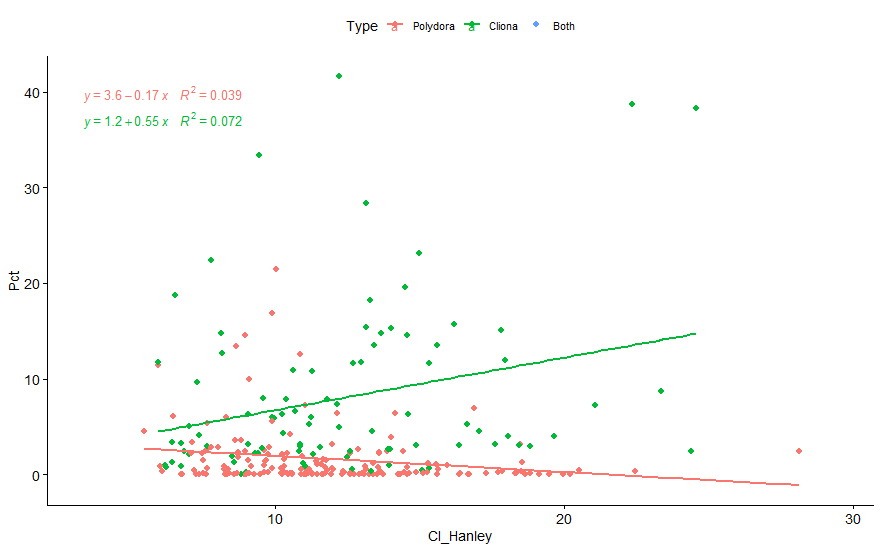 Type a Polydora a Cliona Both
y = 3.6 − 0.17 x R² = 0.039
y = 1.2 + 0.55 x R² = 0.072
40
30
20
10
0
Pct
10 20 30
CI_Hanley